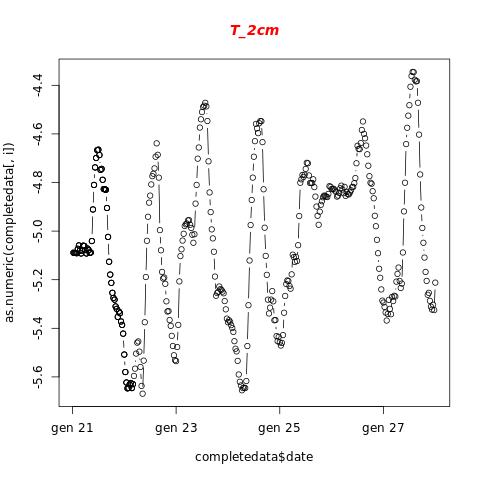 T_2cm
as.numeric(completedata[, i])
-4.4
-4.6
-4.8
-5.0
-5.2
-5.4
-5.6
gen 21
gen 23
gen 25
gen 27
completedata$date